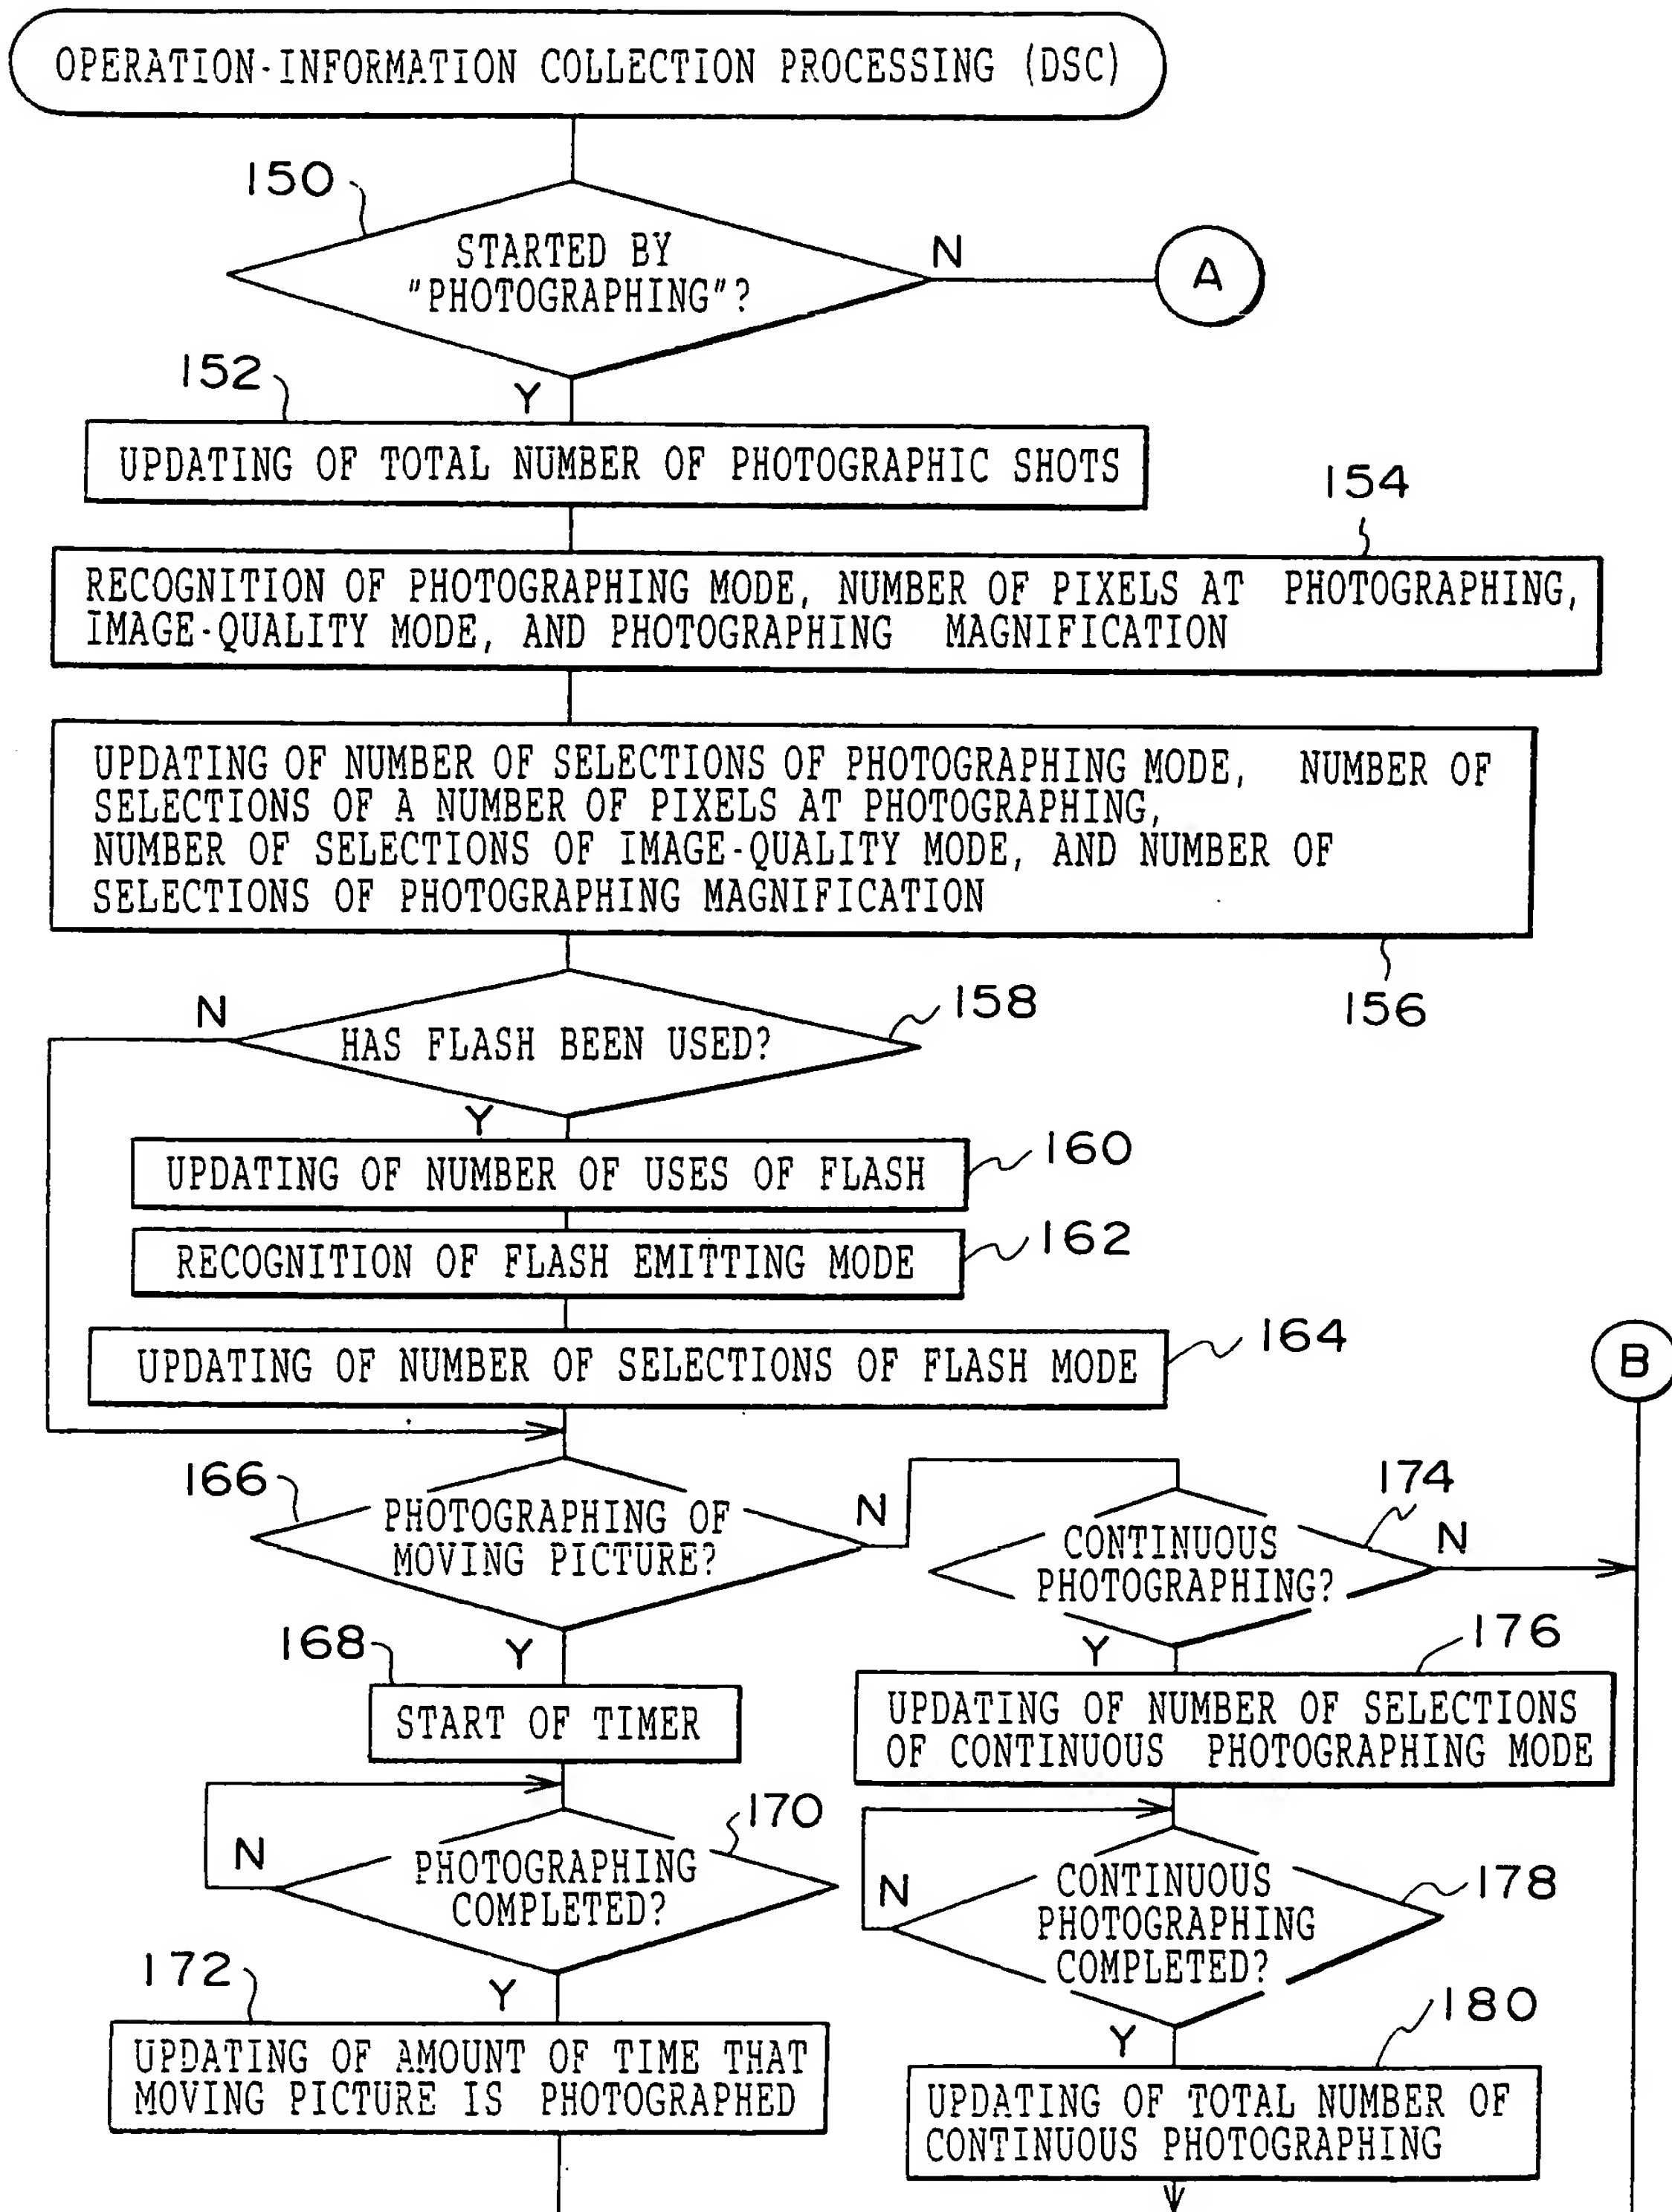 OPERATION-INFORMATION COLLECTION PROCESSING (DSC)
150
STARTED BY
"PHOTOGRAPHING"?
N
A
152
Y
UPDATING OF TOTAL NUMBER OF PHOTOGRAPHIC SHOTS
154
RECOGNITION OF PHOTOGRAPHING MODE, NUMBER OF PIXELS AT PHOTOGRAPHING,
IMAGE-QUALITY MODE, AND PHOTOGRAPHING MAGNIFICATION
UPDATING OF NUMBER OF SELECTIONS OF PHOTOGRAPHING MODE, NUMBER OF
SELECTIONS OF A NUMBER OF PIXELS AT PHOTOGRAPHING,
NUMBER OF SELECTIONS OF IMAGE-QUALITY MODE, AND NUMBER OF
SELECTIONS OF PHOTOGRAPHING MAGNIFICATION
156
N
158
HAS FLASH BEEN USED?
Y
160
UPDATING OF NUMBER OF USES OF FLASH
162
RECOGNITION OF FLASH EMITTING MODE
164
UPDATING OF NUMBER OF SELECTIONS OF FLASH MODE
B
166
PHOTOGRAPHING OF
MOVING PICTURE?
N
174
CONTINUOUS
PHOTOGRAPHING?
N
168
Y
START OF TIMER
Y
176
UPDATING OF NUMBER OF SELECTIONS
OF CONTINUOUS PHOTOGRAPHING MODE
170
N
PHOTOGRAPHING
COMPLETED?
N
178
CONTINUOUS
PHOTOGRAPHING
COMPLETED?
172
Y
UPDATING OF AMOUNT OF TIME THAT
MOVING PICTURE IS PHOTOGRAPHED
180
Y
UPDATING OF TOTAL NUMBER OF
CONTINUOUS PHOTOGRAPHING